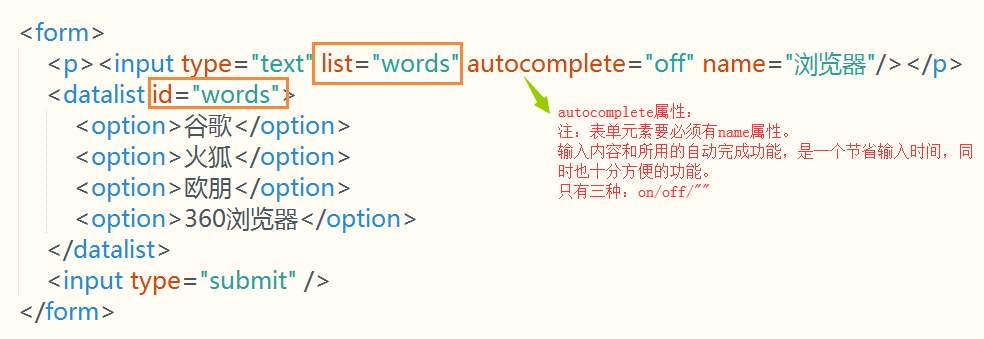 <form>
<p><input type="text" list="words" autocomplete="off" name="浏览器"/></p>
<datalist id="words">
<option>谷歌</option>
<option>火狐</option>
<option>欧朋</option>
<option>360浏览器</option>
</datalist>
<input type="submit" />
</form>
autocomplete属性：
注：表单元素要必须有name属性。
输入内容和所用的自动完成功能，是一个节省输入时间，同
时也十分方便的功能。
只有三种：on/off/""